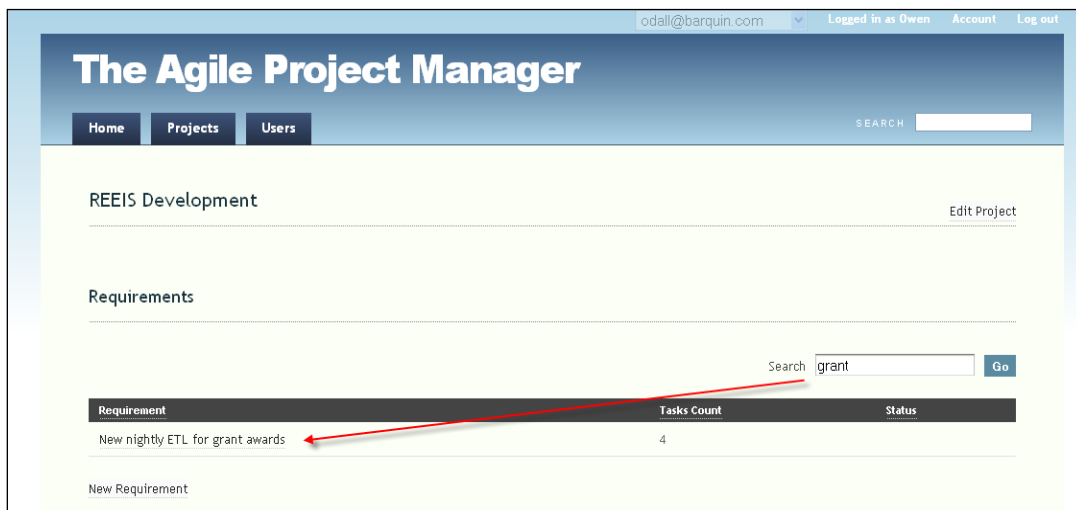 odall@barquin.com Logged in as Owen Account Log out
The Agile Project Manager
Home Projects Users SEARCH
REEIS Development
Edit Project
Requirements
Search grant Go
Requirement Tasks Count Status
New nightly ETL for grant awards 4
New Requirement